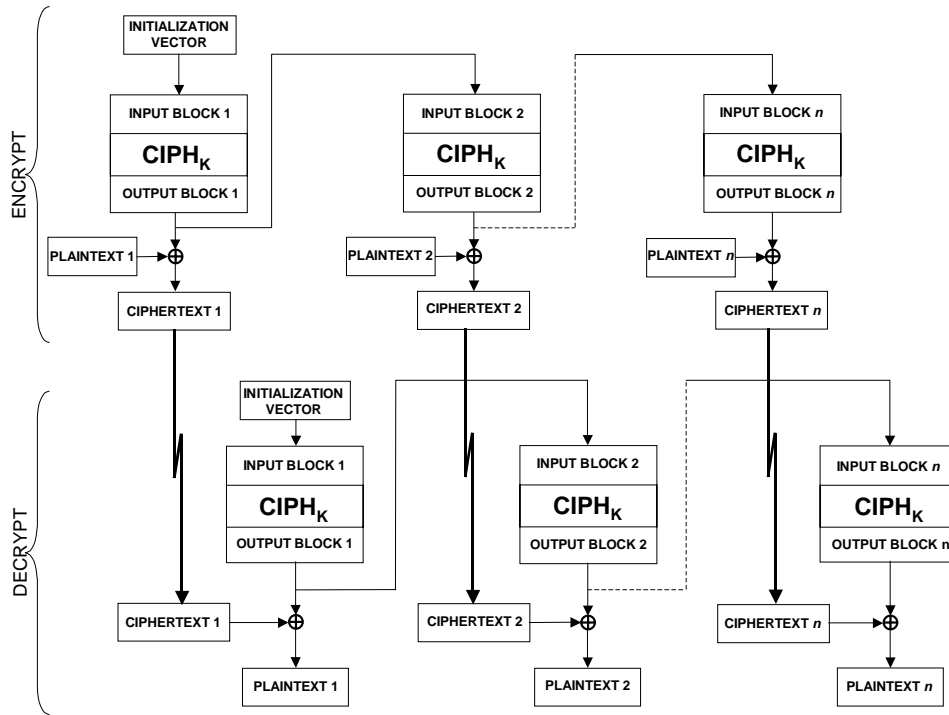 ENCRYPT
INITIALIZATION
VECTOR
INPUT BLOCK 1
CIPHK
OUTPUT BLOCK 1
PLAINTEXT 1
CIPHERTEXT 1
INPUT BLOCK 2
CIPHK
OUTPUT BLOCK 2
PLAINTEXT 2
CIPHERTEXT 2
INPUT BLOCK n
CIPHK
OUTPUT BLOCK n
PLAINTEXT n
CIPHERTEXT n
DECRYPT
INITIALIZATION
VECTOR
INPUT BLOCK 1
CIPHK
OUTPUT BLOCK 1
CIPHERTEXT 1
PLAINTEXT 1
INPUT BLOCK 2
CIPHK
OUTPUT BLOCK 2
CIPHERTEXT 2
PLAINTEXT 2
INPUT BLOCK n
CIPHK
OUTPUT BLOCK n
CIPHERTEXT n
PLAINTEXT n